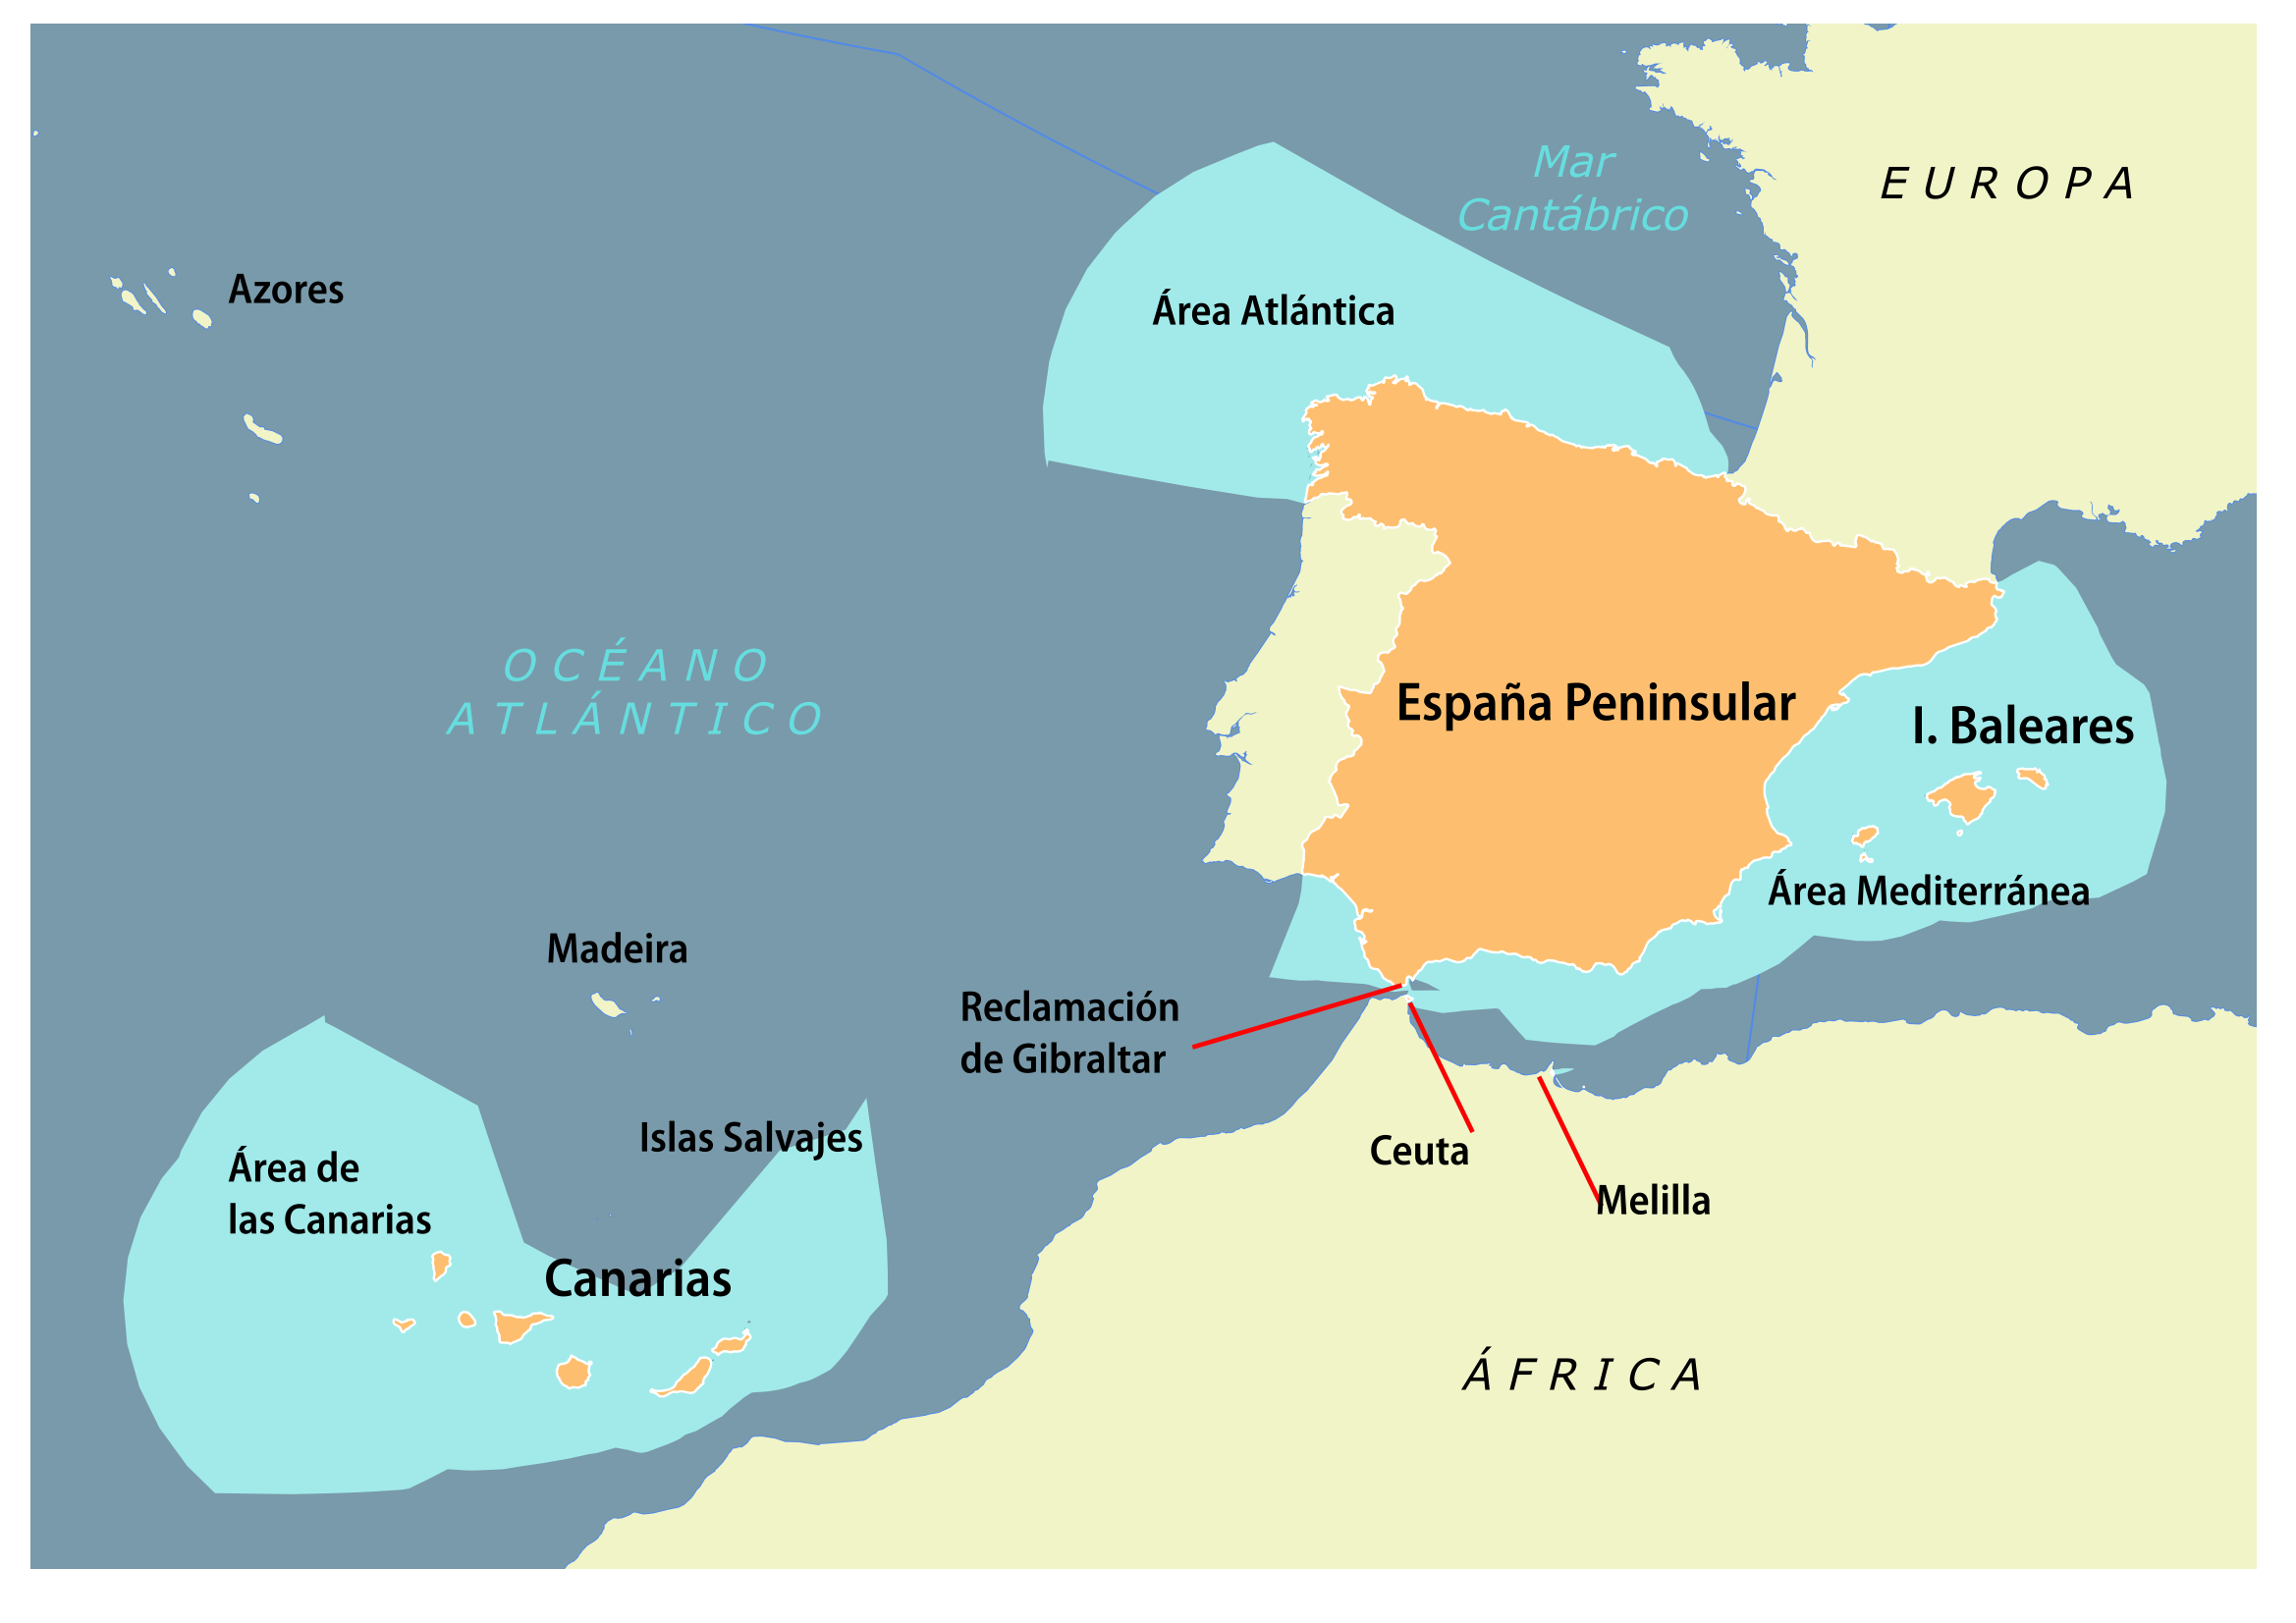 Mar
Cantábrico
EUROPA
Azores
Área Atlántica
OCÉANO
ATLÁNTICO
España Peninsular
I. Baleares
Área Mediterránea
Madeira
Reclamación
de Gibraltar
Islas Salvajes
Ceuta
Área de
las Canarias
Melilla
Canarias
ÁFRICA